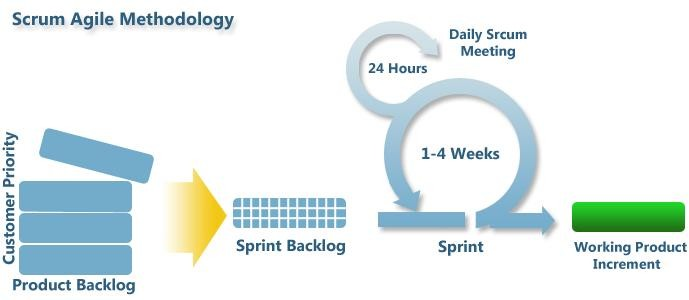 Scrum Agile Methodology
Daily Srcum
Meeting
24 Hours
1-4 Weeks
Customer Priority
Sprint Backlog
Sprint
Working Product
Increment
Product Backlog